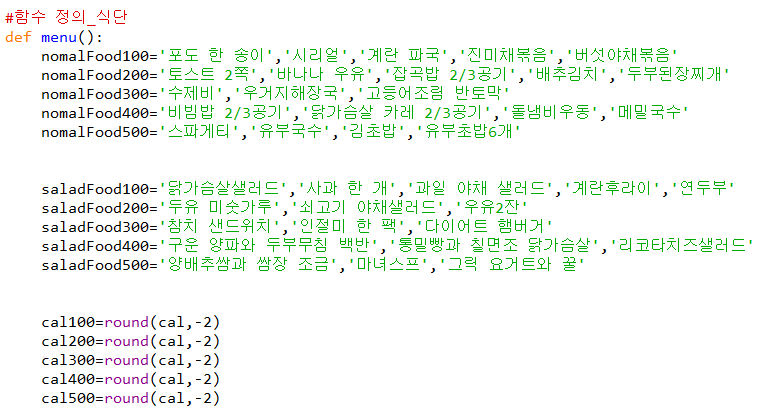 #함수 정의_식단
def menu():
nomalFood100='포도 한 송이','시리얼','계란 파국','진미채볶음','버섯야채볶음'
nomalFood200='토스트 2쪽','바나나 우유','잡곡밥 2/3공기','배추김치','두부된장찌개'
nomalFood300='수제비','우거지해장국','고등어조림 반토막'
nomalFood400='비빔밥 2/3공기','닭가슴살 카레 2/3공기','돌냄비우동','메밀국수'
nomalFood500='스파게티','유부국수','김초밥','유부초밥6개'
saladFood100='닭가슴살샐러드','사과 한 개','과일 야채 샐러드','계란후라이','연두부'
saladFood200='두유 미숫가루','쇠고기 야채샐러드','우유2잔'
saladFood300='참치 샌드위치','인절미 한 팩','다이어트 햄버거'
saladFood400='구운 양파와 두부무침 백반','통밀빵과 칠면조 닭가슴살','리코타치즈샐러드'
saladFood500='양배추쌈과 쌈장 조금','마녀스프','그릭 요거트와 꿀'
cal100=round(cal,-2)
cal200=round(cal,-2)
cal300=round(cal,-2)
cal400=round(cal,-2)
cal500=round(cal,-2)